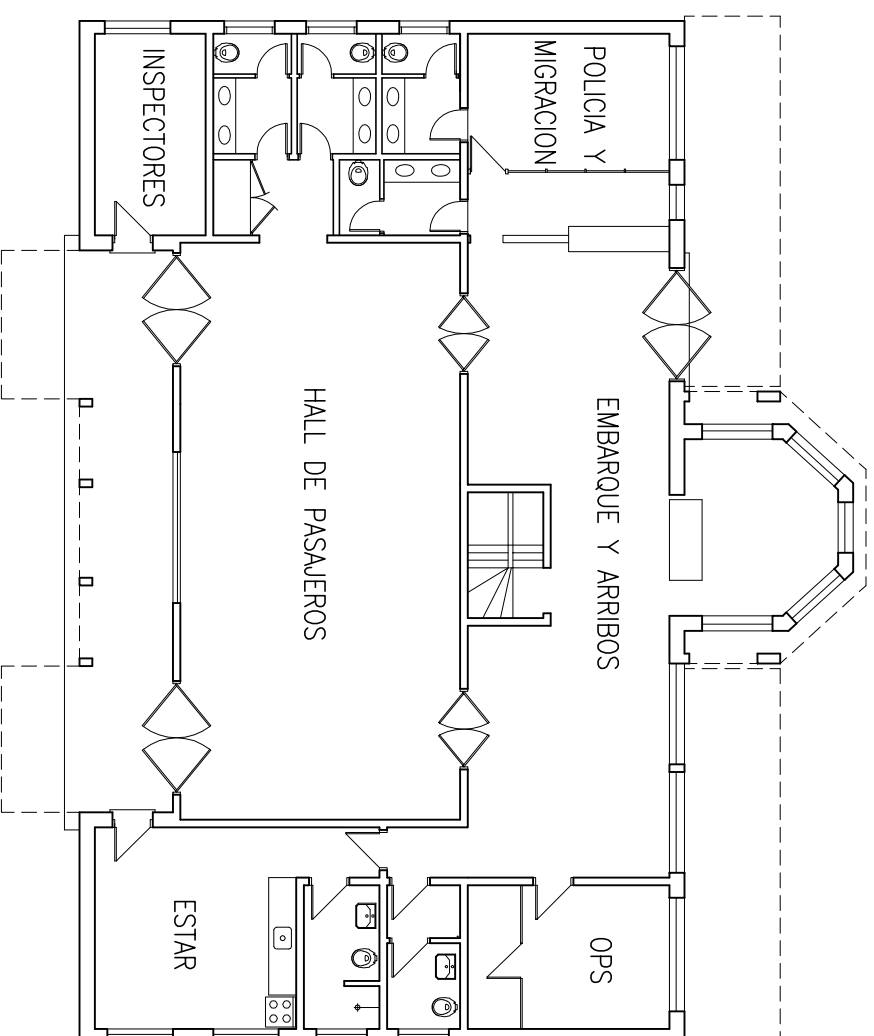 POLICIA Y
MIGRACION
INSPECTORES
EMBARQUE Y ARRIBOS
HALL DE PASAJEROS
OPS
ESTAR